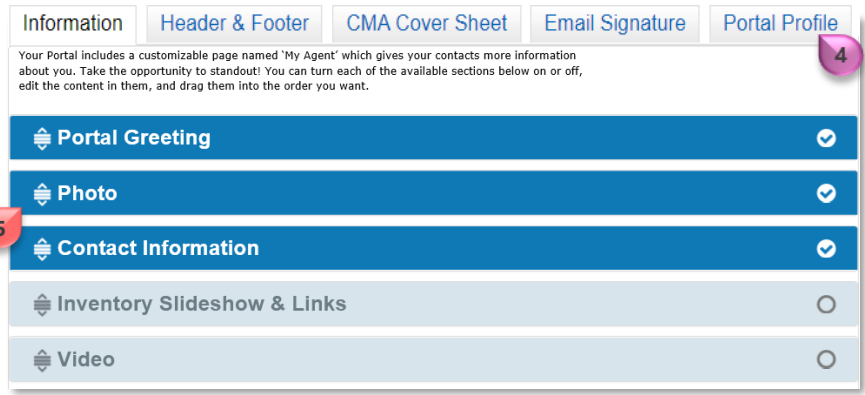 Information Header & Footer CMA Cover Sheet Email Signature Portal Profile
4
Your Portal includes a customizable page named ‘My Agent’ which gives your contacts more information
about you. Take the opportunity to standout! You can turn each of the available sections below on or off,
edit the content in them, and drag them into the order you want.
Portal Greeting
Photo
5
Contact Information
Inventory Slideshow & Links
Video